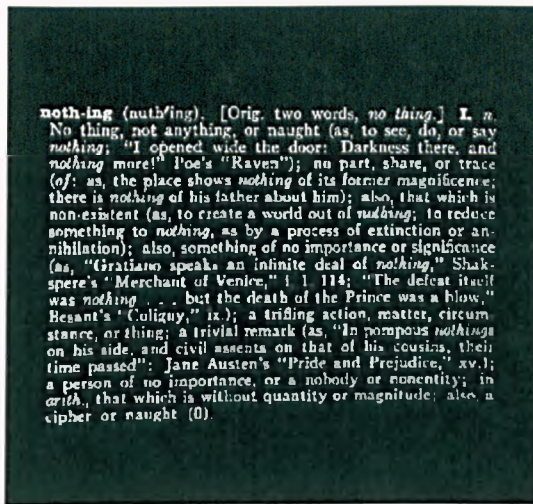 noth-ing (nuth'ing). [Orig. two words, no thing.] I. n.
No thing, not anything, or naught (as, to see, do, or say
nothing; "I opened wide the door: Darkness there, and
nothing more!" Poe's "Raven"); no part, share, or trace
(of: as, the place shows nothing of its former magnificence;
there is nothing of his father about him); also, that which is
non-existent (as, to create a world out of nothing; to reduce
something to nothing, as by a process of extinction or an-
nihilation); also, something of no importance or significance
(as, "Gratiano speaks an infinite deal of nothing," Shak-
spere's "Merchant of Venice," i. 1. 114; "The defeat itself
was nothing . . . but the death of the Prince was a blow,"
Besant's "Coligny," ix.); a trifling action, matter, circum-
stance, or thing; a trivial remark (as, "In pompous nothings
on his side, and civil assents on that of his cousins, their
time passed": Jane Austen's "Pride and Prejudice," xv.);
a person of no importance, or a nobody or nonentity; in
arith., that which is without quantity or magnitude; also, a
cipher or naught (0).